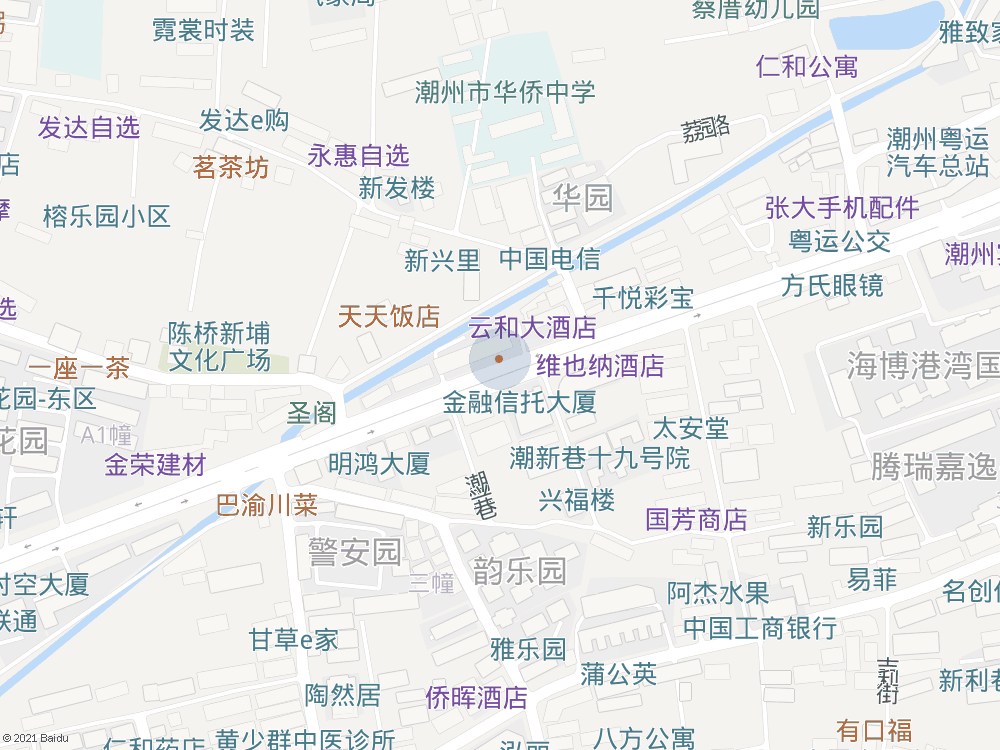 蔡厝幼儿园
霓裳时装
雅致家
仁和公寓
潮州市华侨中学
发达e购
发达自选
荔园路
永惠自选
潮州粤运
汽车总站
店
茗茶坊
新发楼
华园
摩
榕乐园小区
张大手机配件
粤运公交
新兴里
中国电信
潮州宾
方氏眼镜
千悦彩宝
选
天天饭店
云和大酒店
陈桥新埔
文化广场
一座一茶
维也纳酒店
海博港湾国
花园-东区
金融信托大厦
圣阁
太安堂
花园
A1幢
金荣建材
明鸿大厦
潮新巷十九号院
腾瑞嘉逸
巴渝川菜
兴福楼
轩
国芳商店
新乐园
警安园
韵乐园
三幢
时空大厦
阿杰水果
易菲
名创优
联通
甘草e家
中国工商银行
雅乐园
蒲公英
新利巷
陶然居
侨晖酒店
有口福
© 2021 Baidu
仁和药店
黄少群中医诊所
泓丽
八方公寓